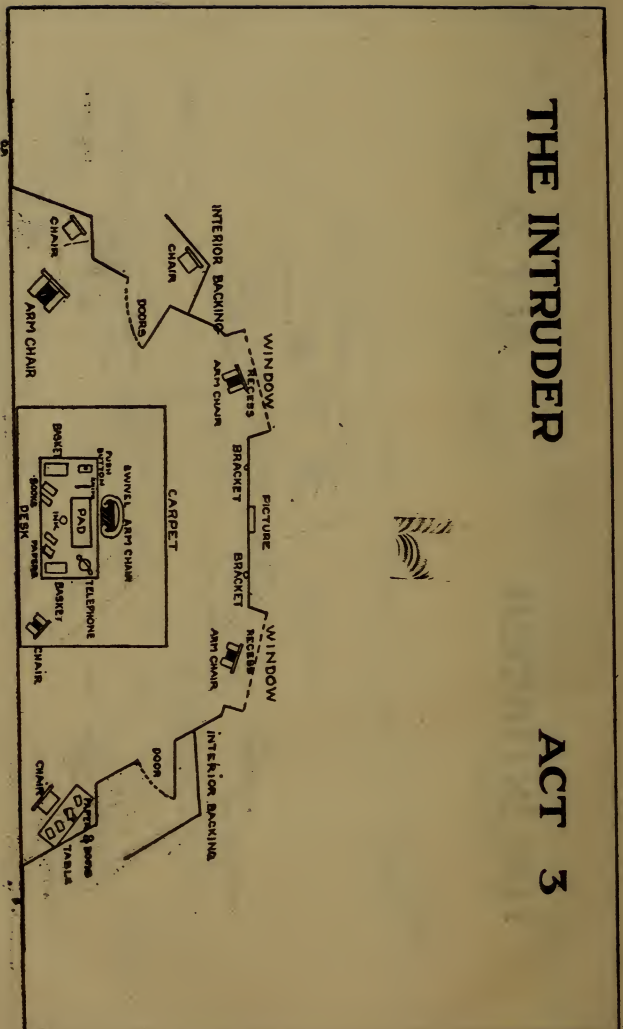 THE INTRUDER ACT 3
INTERIOR BACKING
CHAIR
CHAIR
ARM CHAIR
DOORS
WINDOW
RECESS
ARM CHAIR
BRACKET
PICTURE
BRACKET
WINDOW
RECESS
ARM CHAIR
CARPET
SWIVEL ARM CHAIR
PUSH BUTTON
BASKET
PAD
TELEPHONE
BOOKS
INK
PAPERS
BASKET
DESK
CHAIR
INTERIOR BACKING
DOOR
CHAIR
PAPER & BOOKS
TABLE